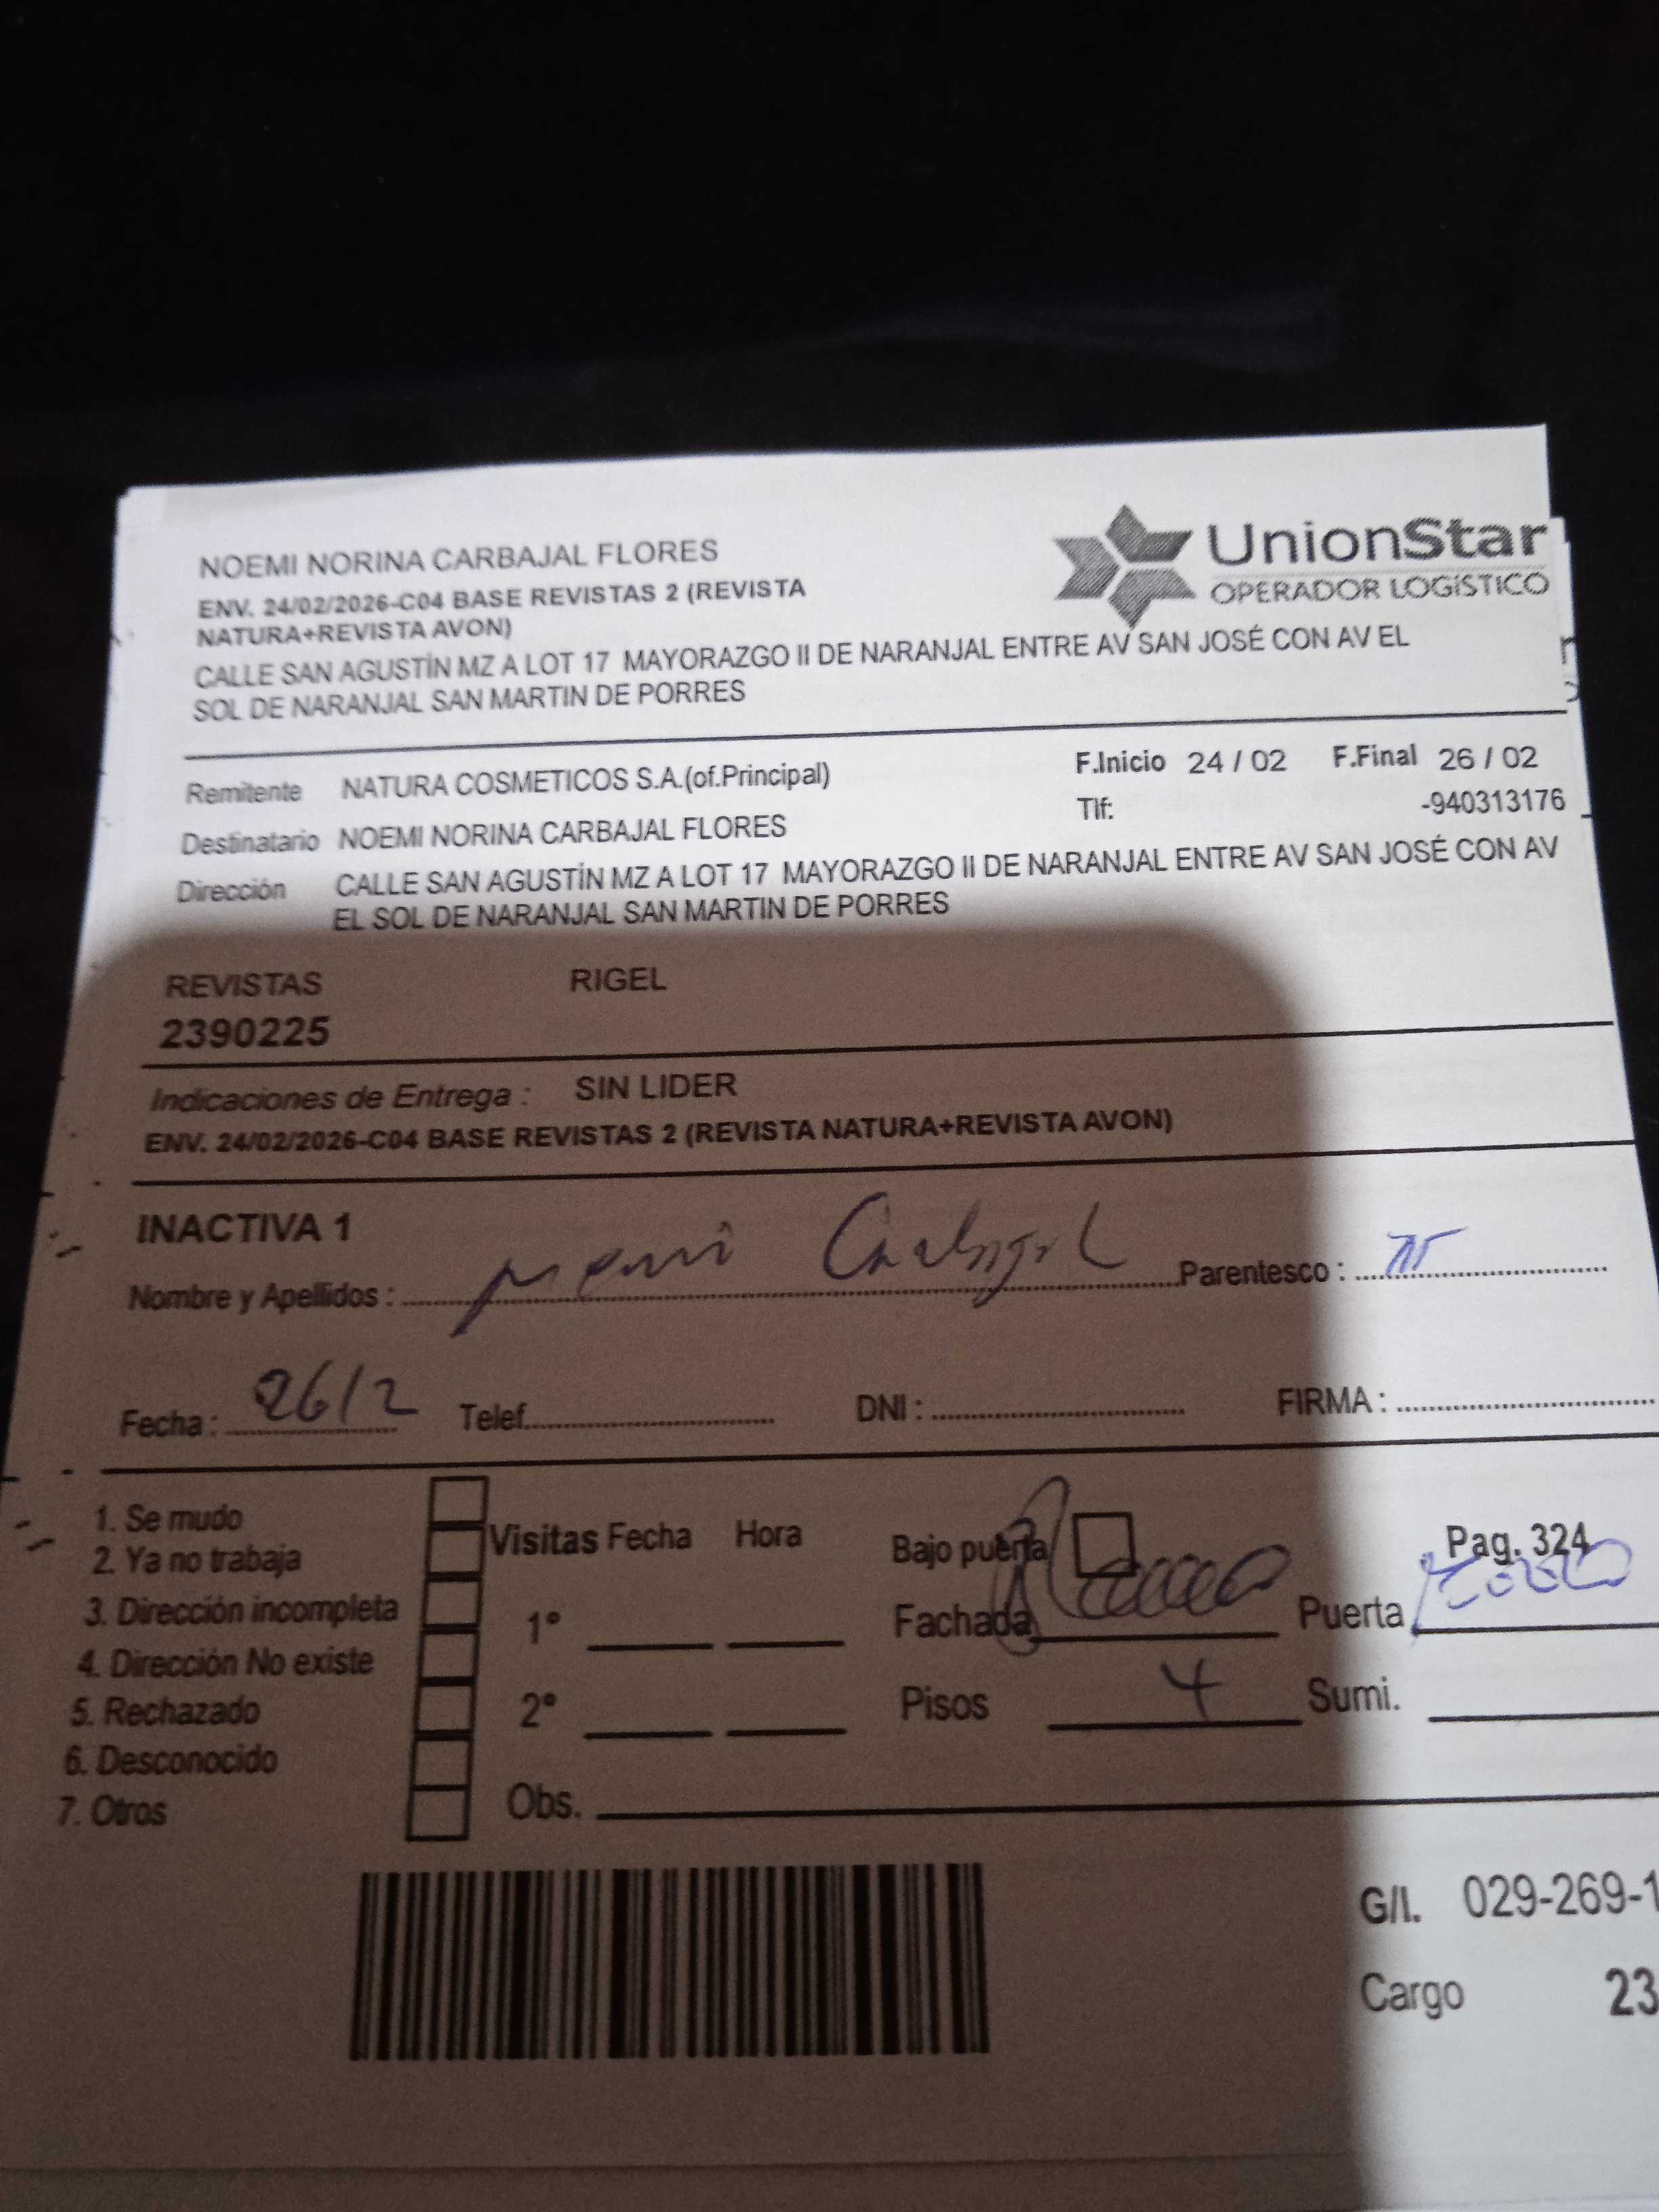 NOEMI NORINA CARBAJAL FLORES
ENV. 24/02/2026-C04 BASE REVISTAS 2 (REVISTA
NATURA+REVISTA AVON)
CALLE SAN AGUSTÍN MZ A LOT 17 MAYORAZGO II DE NARANJAL ENTRE AV SAN JOSÉ CON AV EL
SOL DE NARANJAL SAN MARTIN DE PORRES
UnionStar
OPERADOR LOGÍSTICO
Remitente NATURA COSMETICOS S.A.(of.Principal) F.Inicio 24 / 02 F.Final 26 / 02
Tlf: -940313176
Destinatario NOEMI NORINA CARBAJAL FLORES
Dirección CALLE SAN AGUSTÍN MZ A LOT 17 MAYORAZGO II DE NARANJAL ENTRE AV SAN JOSÉ CON AV
EL SOL DE NARANJAL SAN MARTIN DE PORRES
REVISTAS RIGEL
2390225
Indicaciones de Entrega : SIN LIDER
ENV. 24/02/2026-C04 BASE REVISTAS 2 (REVISTA NATURA+REVISTA AVON)
INACTIVA 1
Nombre y Apellidos : Parentesco :
Fecha : 26/2 Telef. DNI : FIRMA :
1. Se mudo
2. Ya no trabaja
3. Dirección incompleta
4. Dirección No existe
5. Rechazado
6. Desconocido
7. Otros
Visitas Fecha Hora
1°
2°
Obs.
Bajo puerta Pag. 324
Fachada Puerta
Pisos 4 Sumi.
G/I. 029-269-1
Cargo 23